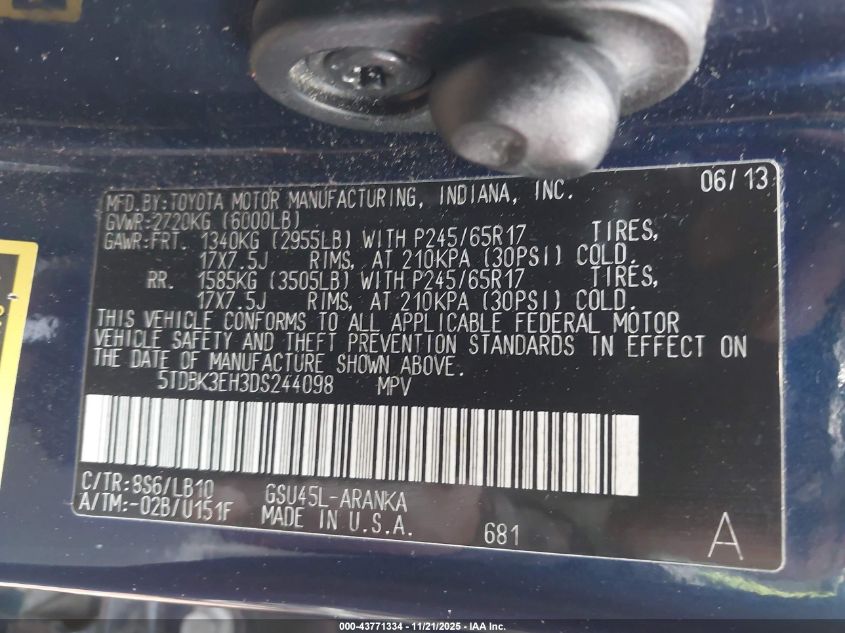 MFD.BY:TOYOTA MOTOR MANUFACTURING, INDIANA, INC. 06/13
GVWR:2720KG (6000LB)
GAWR:FRT. 1340KG (2955LB) WITH P245/65R17 TIRES,
17X7.5J RIMS, AT 210KPA (30PSI) COLD.
RR. 1585KG (3505LB) WITH P245/65R17 TIRES,
17X7.5J RIMS, AT 210KPA (30PSI) COLD.
THIS VEHICLE CONFORMS TO ALL APPLICABLE FEDERAL MOTOR
VEHICLE SAFETY AND THEFT PREVENTION STANDARDS IN EFFECT ON
THE DATE OF MANUFACTURE SHOWN ABOVE.
5TDBK3EH3DS244098 MPV
C/TR:8S6/LB10 GSU45L-ARANKA
A/TM:-02B/U151F MADE IN U.S.A. 681 A
000-43771334 - 11/21/2025 - IAA Inc.